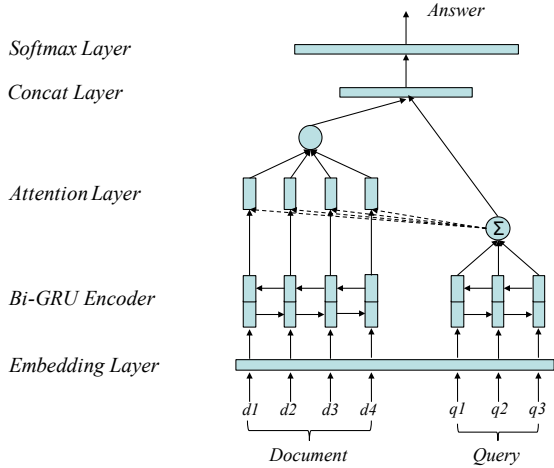 Answer
Softmax Layer
Concat Layer
Attention Layer
Σ
Bi-GRU Encoder
Embedding Layer
d1 d2 d3 d4 q1 q2 q3
Document Query